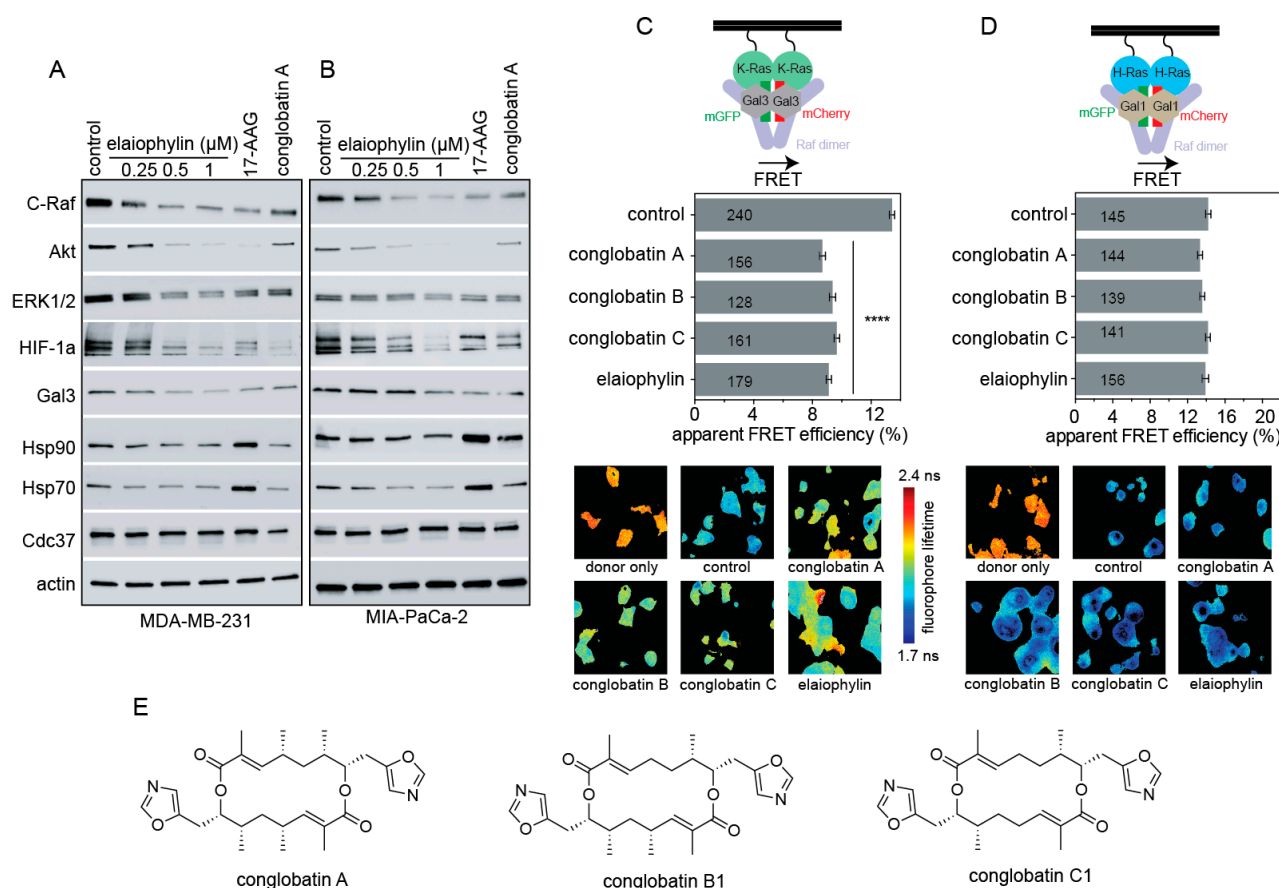 A
control
elaiophylin (µM)
0.25 0.5 1
17-AAG
conglobatin A
B
control
elaiophylin (µM)
0.25 0.5 1
17-AAG
conglobatin A
C-Raf
Akt
ERK1/2
HIF-1a
Gal3
Hsp90
Hsp70
Cdc37
actin
MDA-MB-231
MIA-PaCa-2
C
K-Ras K-Ras
Gal3 Gal3
mGFP
mCherry
Raf dimer
FRET
control
240
conglobatin A
156
conglobatin B
128
conglobatin C
161
elaiophylin
179
****
0 4 8 12
apparent FRET efficiency (%)
donor only
control
conglobatin A
conglobatin B
conglobatin C
elaiophylin
2.4 ns
fluorophore lifetime
1.7 ns
D
H-Ras H-Ras
Gal1 Gal1
mGFP
mCherry
Raf dimer
FRET
control
145
conglobatin A
144
conglobatin B
139
conglobatin C
141
elaiophylin
156
0 4 8 12 16 20
apparent FRET efficiency (%)
donor only
control
conglobatin A
conglobatin B
conglobatin C
elaiophylin
E
O
O
O
O
N
O
N
O
conglobatin A
O
O
O
O
N
O
N
O
conglobatin B1
O
O
O
O
N
O
N
O
conglobatin C1